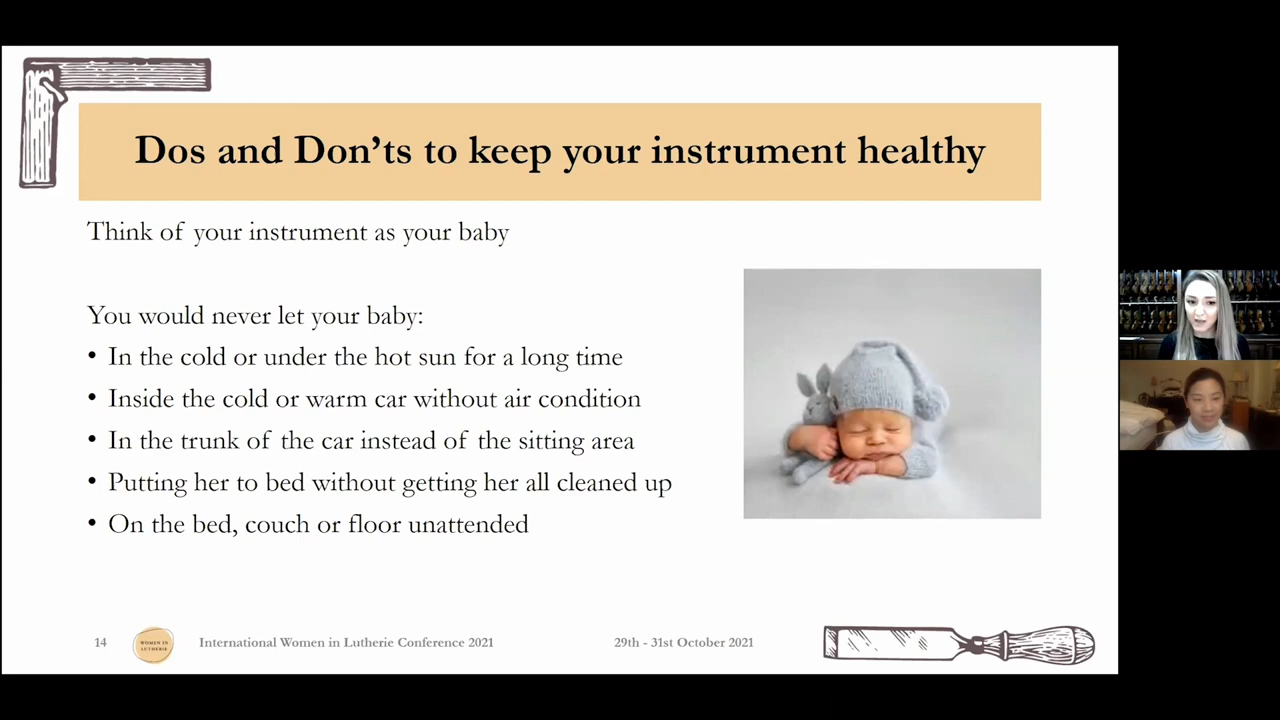 Dos and Don’ts to keep your instrument healthy
Think of your instrument as your baby
You would never let your baby:
• In the cold or under the hot sun for a long time
• Inside the cold or warm car without air condition
• In the trunk of the car instead of the sitting area
• Putting her to bed without getting her all cleaned up
• On the bed, couch or floor unattended
14
WOMEN IN
LUTHERIE
International Women in Lutherie Conference 2021
29th - 31st October 2021